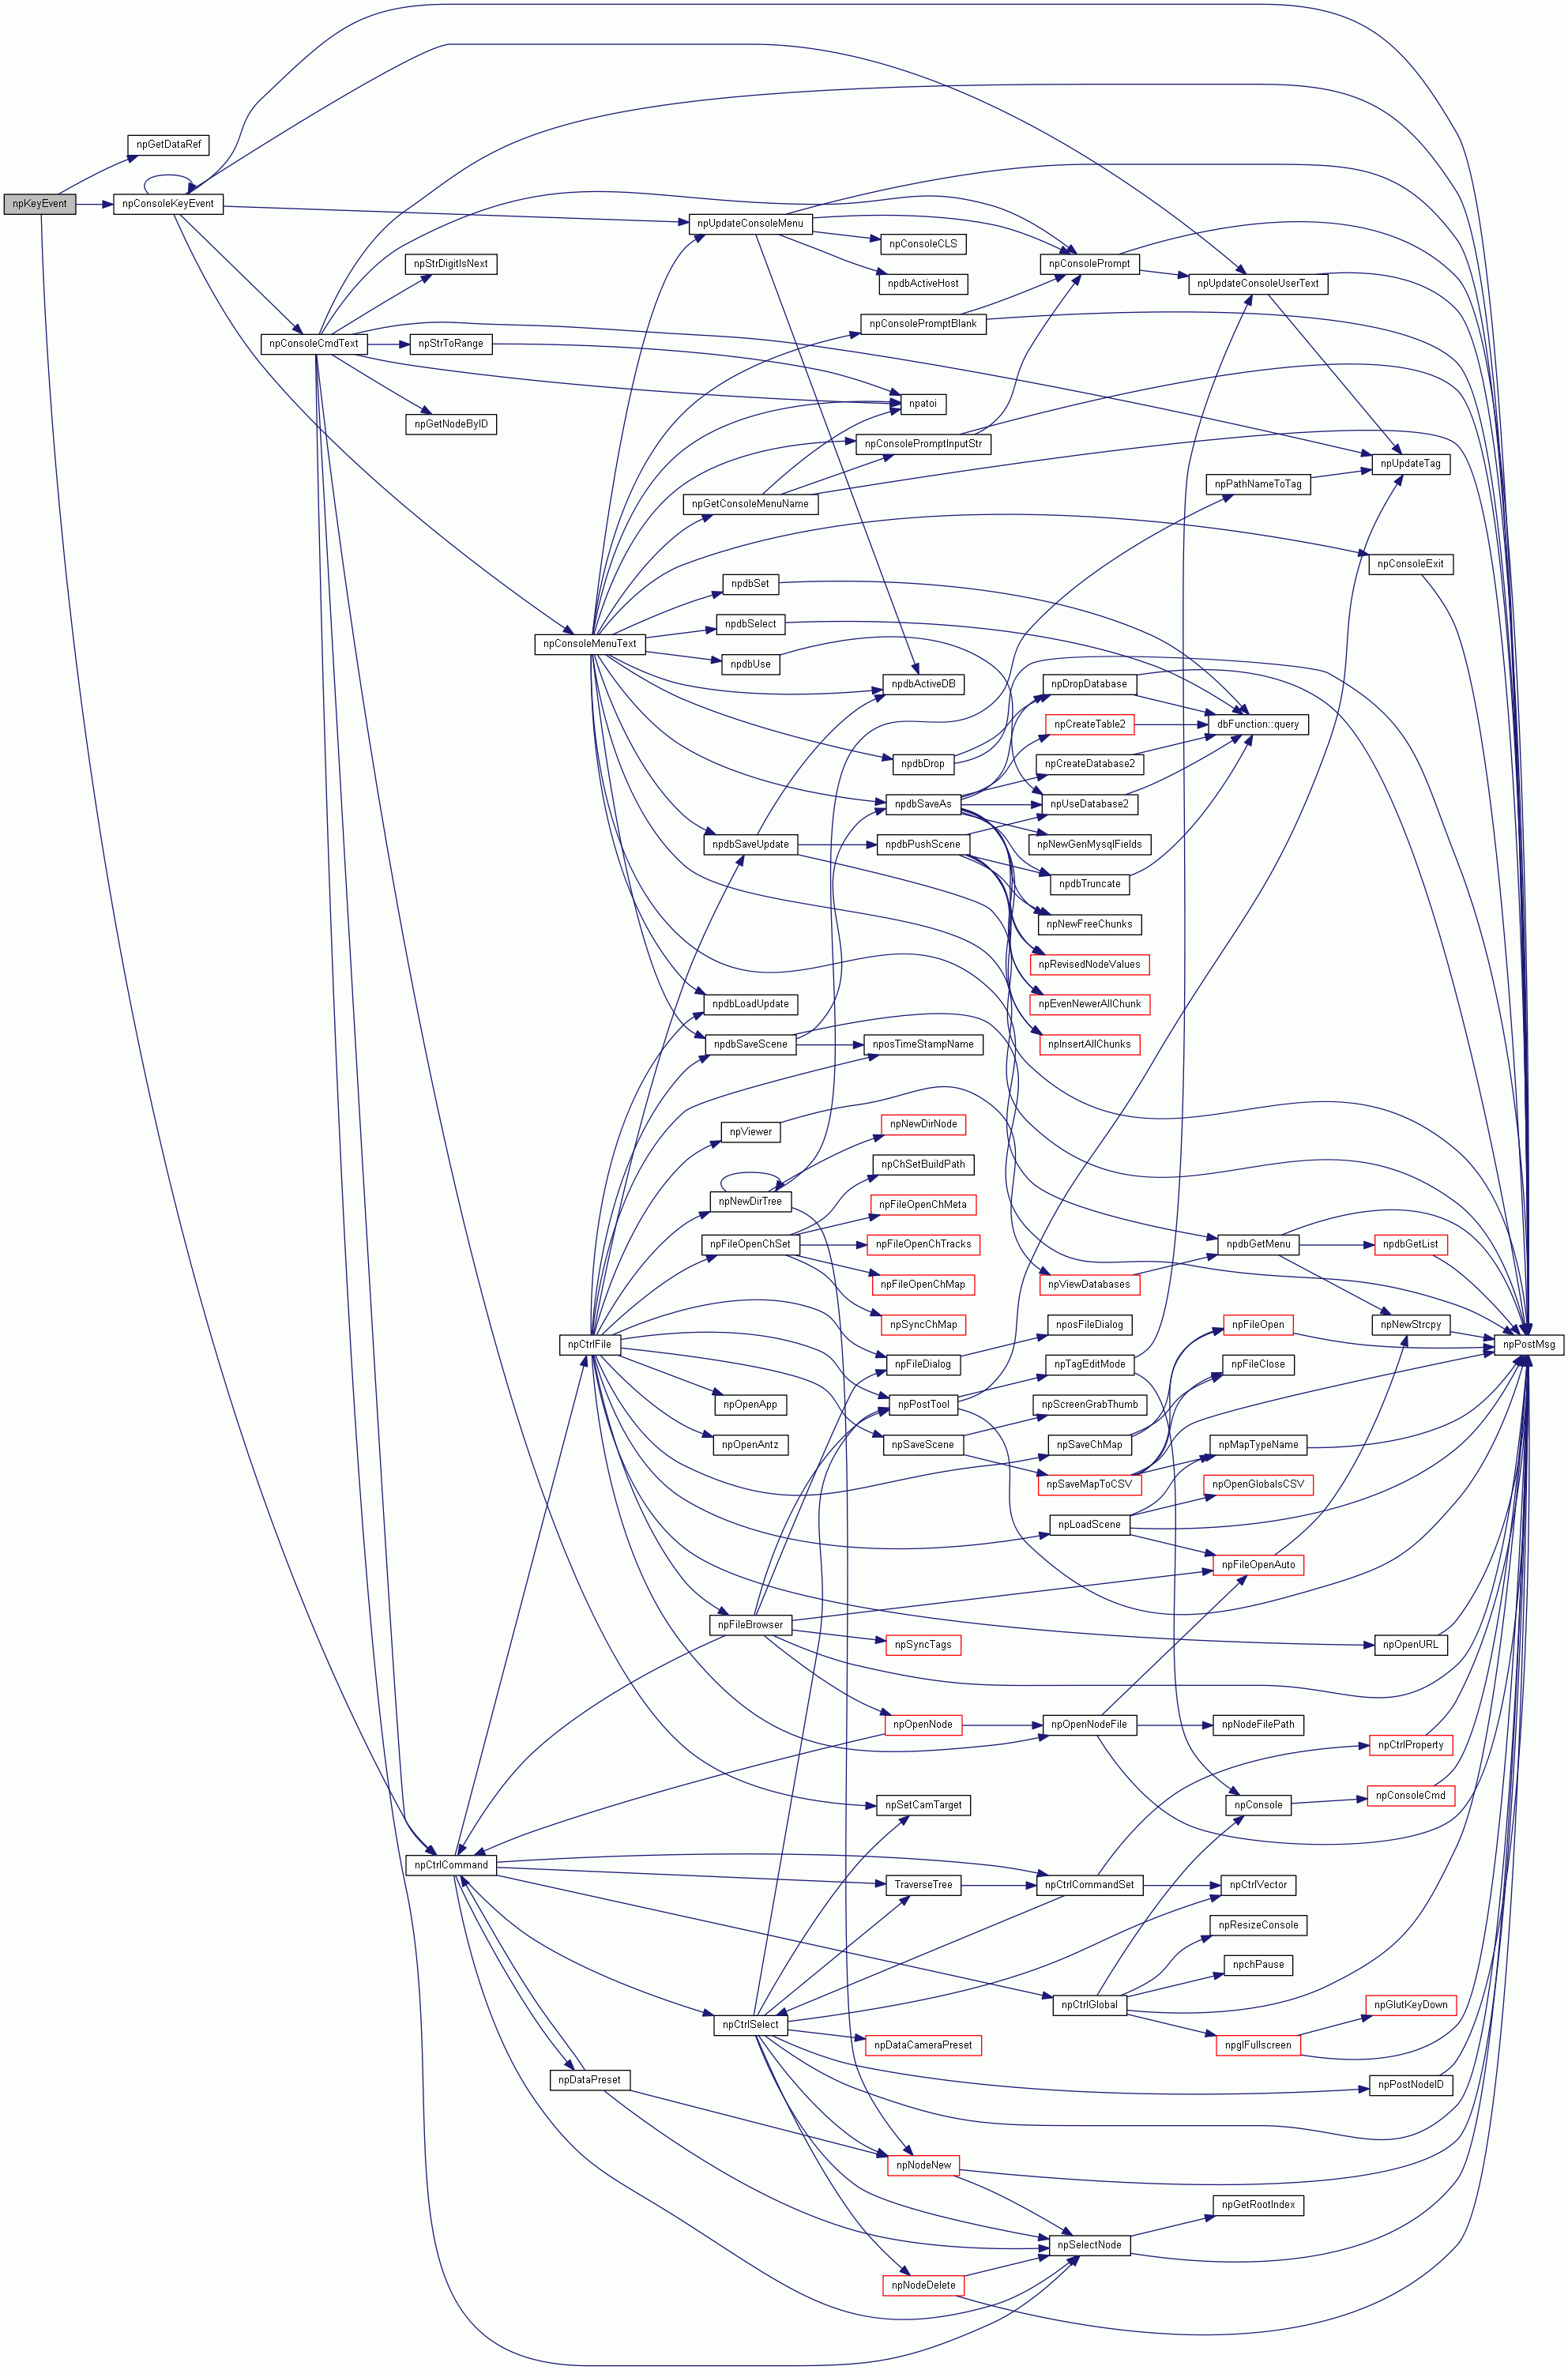 npGetDataRef
npKeyEvent
npConsoleKeyEvent
npUpdateConsoleMenu
npConsoleCLS
npStrDigitIsNext
npConsolePrompt
npdbActiveHost
npUpdateConsoleUserText
npConsolePromptBlank
npConsoleCmdText
npStrToRange
npatoi
npGetNodeByID
npConsolePromptInputStr
npUpdateTag
npPathNameToTag
npGetConsoleMenuName
npConsoleExit
npdbSet
npdbSelect
npConsoleMenuText
npdbUse
npdbActiveDB
npDropDatabase
npCreateTable2
dbFunction::query
npdbDrop
npCreateDatabase2
npdbSaveAs
npUseDatabase2
npdbSaveUpdate
npdbPushScene
npNewGenMysqlFields
npdbTruncate
npNewFreeChunks
npRevisedNodeValues
npdbLoadUpdate
npEvenNewerAllChunk
npdbSaveScene
nposTimeStampName
npInsertAllChunks
npNewDirNode
npViewer
npChSetBuildPath
npNewDirTree
npFileOpenChMeta
npFileOpenChSet
npFileOpenChTracks
npdbGetMenu
npdbGetList
npFileOpenChMap
npViewDatabases
npSyncChMap
nposFileDialog
npFileOpen
npNewStrcpy
npCtrlFile
npPostMsg
npFileDialog
npTagEditMode
npFileClose
npOpenApp
npPostTool
npScreenGrabThumb
npOpenAntz
npSaveScene
npSaveChMap
npMapTypeName
npSaveMapToCSV
npOpenGlobalsCSV
npLoadScene
npFileOpenAuto
npFileBrowser
npSyncTags
npOpenURL
npOpenNode
npOpenNodeFile
npNodeFilePath
npCtrlProperty
npConsoleCmd
npSetCamTarget
npConsole
npCtrlCommand
TraverseTree
npCtrlCommandSet
npCtrlVector
npResizeConsole
npchPause
npCtrlGlobal
npGlutKeyDown
npCtrlSelect
npDataCameraPreset
npglFullscreen
npDataPreset
npPostNodeID
npNodeNew
npGetRootIndex
npSelectNode
npNodeDelete